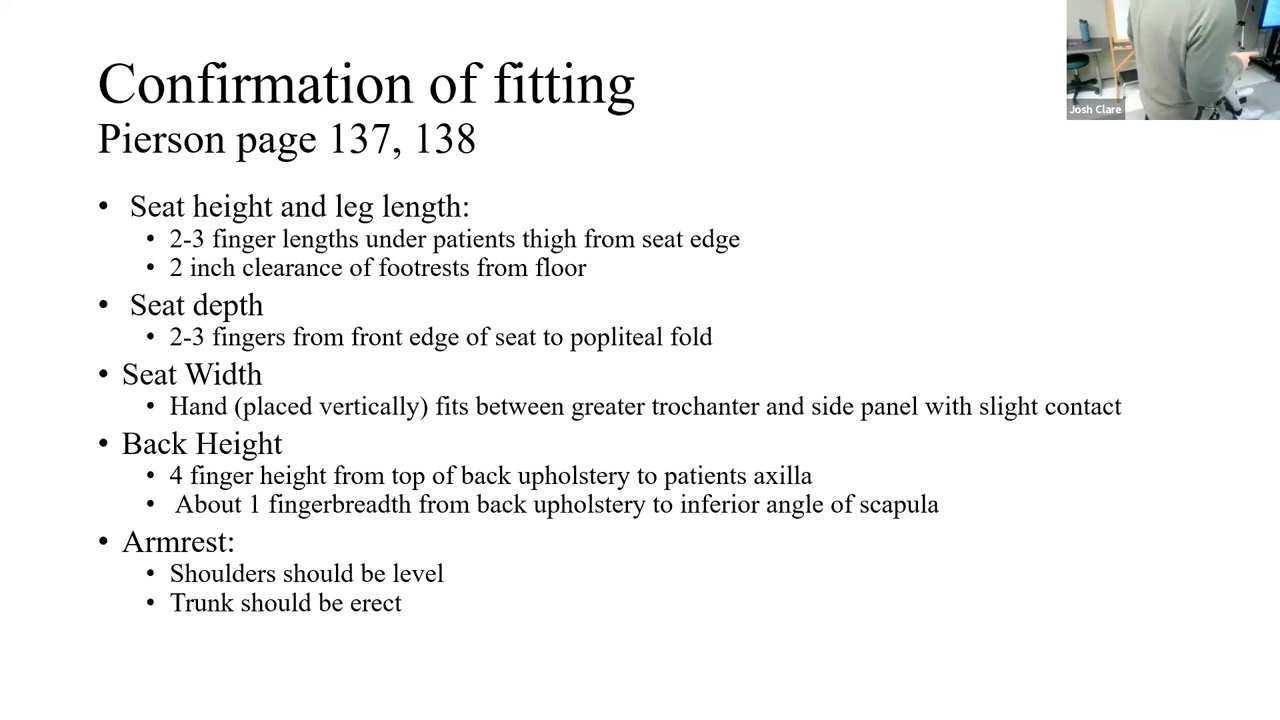 Confirmation of fitting
Pierson page 137, 138
Josh Clare
• Seat height and leg length:
• 2-3 finger lengths under patients thigh from seat edge
• 2 inch clearance of footrests from floor
• Seat depth
• 2-3 fingers from front edge of seat to popliteal fold
• Seat Width
• Hand (placed vertically) fits between greater trochanter and side panel with slight contact
• Back Height
• 4 finger height from top of back upholstery to patients axilla
• About 1 fingerbreadth from back upholstery to inferior angle of scapula
• Armrest:
• Shoulders should be level
• Trunk should be erect